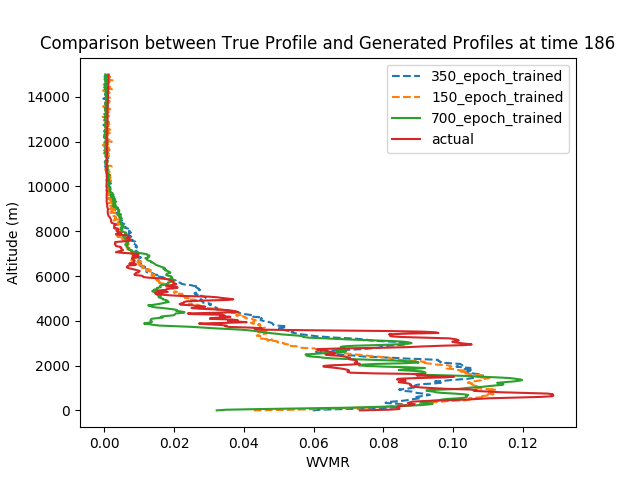 Comparison between True Profile and Generated Profiles at time 186
350_epoch_trained
150_epoch_trained
700_epoch_trained
actual
Altitude (m)
14000
12000
10000
8000
6000
4000
2000
0
0.00 0.02 0.04 0.06 0.08 0.10 0.12
WVMR